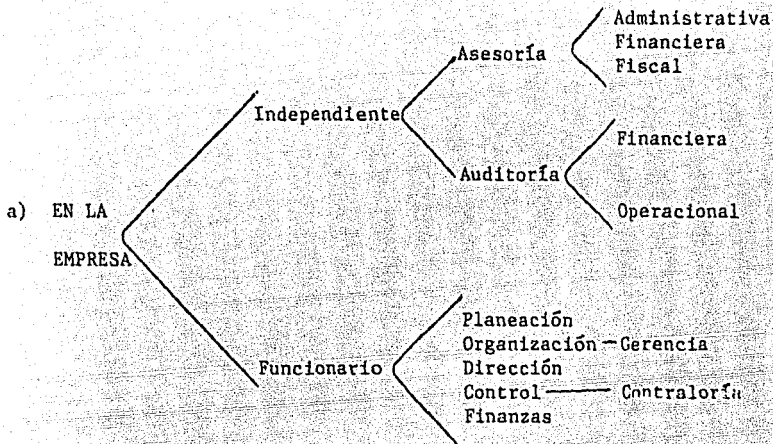 Administrativa
Asesoría Financiera
Fiscal
Independiente
Financiera
Auditoría
a) EN LA Operacional
EMPRESA
Planeación
Organización — Gerencia
Funcionario Dirección
Control — Contraloría
Finanzas